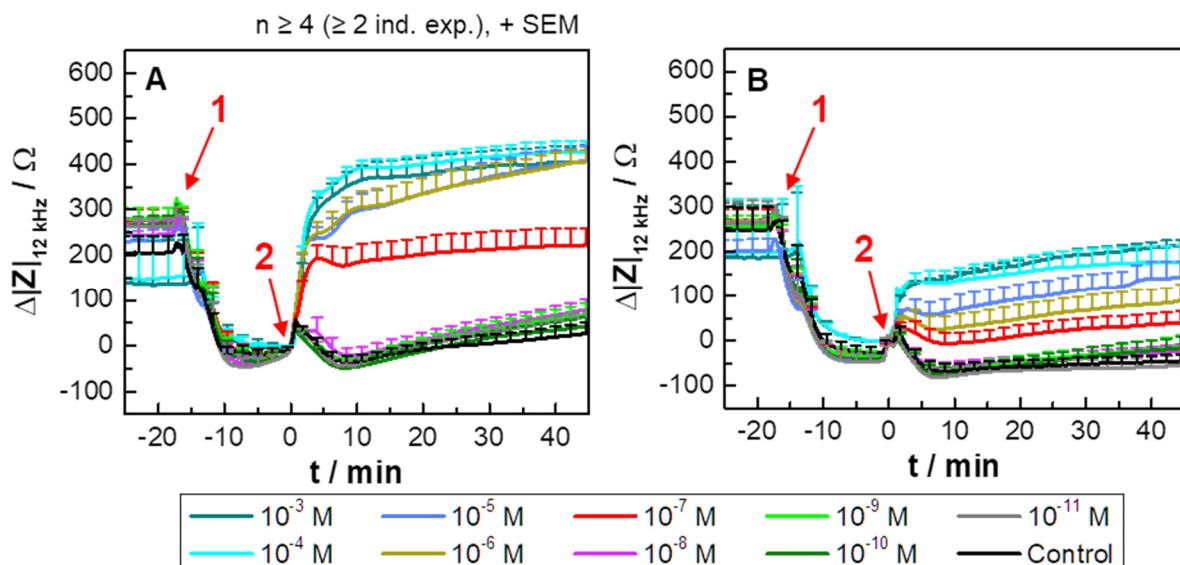 n ≥ 4 (≥ 2 ind. exp.), + SEM
A
1
2
600
500
400
300
200
100
0
-100
Δ|Z|12 kHz / Ω
-20 -10 0 10 20 30 40
t / min
B
1
2
600
500
400
300
200
100
0
-100
Δ|Z|12 kHz / Ω
-20 -10 0 10 20 30 40
t / min
10⁻³ M 10⁻⁵ M 10⁻⁷ M 10⁻⁹ M 10⁻¹¹ M
10⁻⁴ M 10⁻⁶ M 10⁻⁸ M 10⁻¹⁰ M Control